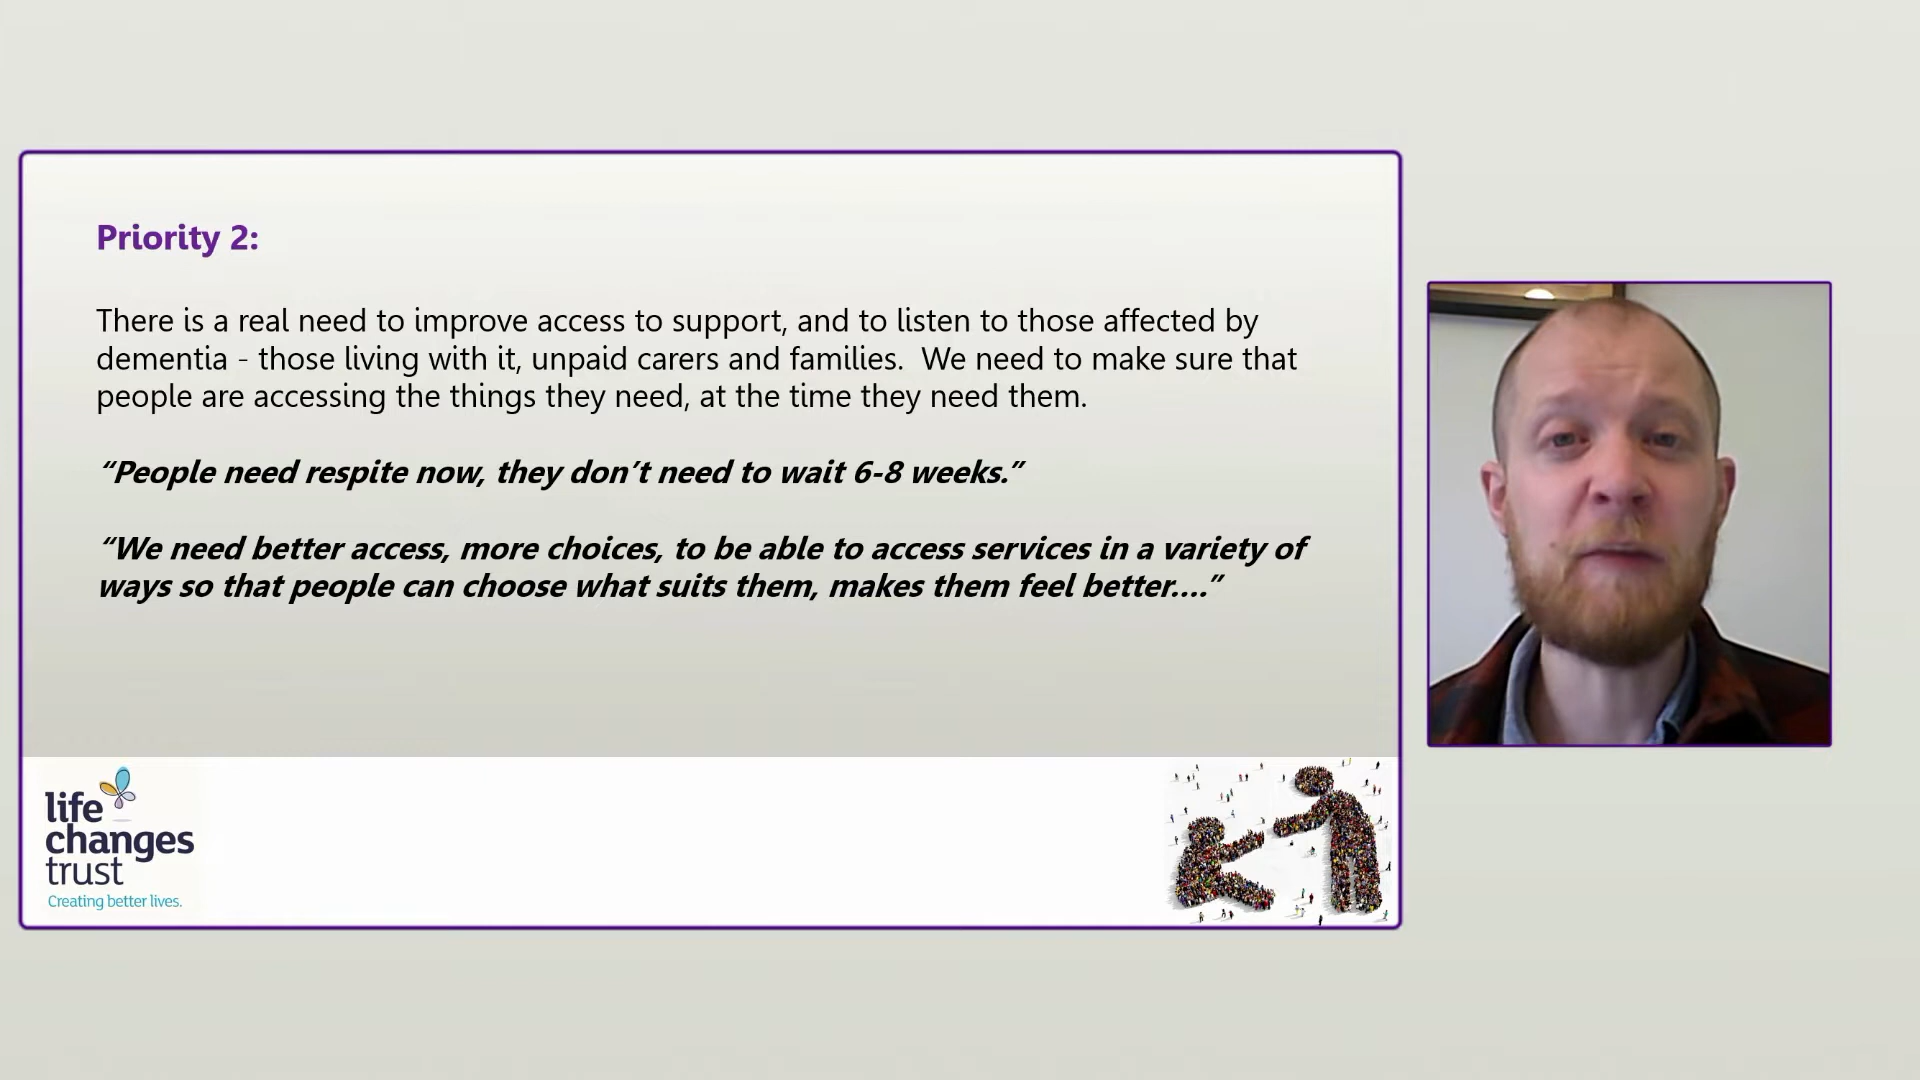 Priority 2:
There is a real need to improve access to support, and to listen to those affected by
dementia - those living with it, unpaid carers and families.  We need to make sure that
people are accessing the things they need, at the time they need them.
“People need respite now, they don’t need to wait 6-8 weeks.”
“We need better access, more choices, to be able to access services in a variety of
ways so that people can choose what suits them, makes them feel better....”
life
changes
trust
Creating better lives.